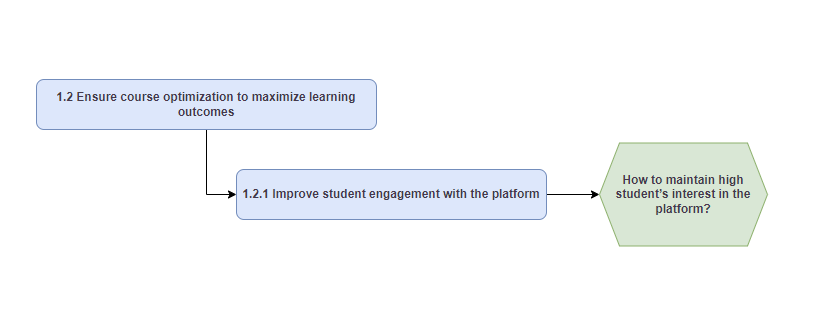 1.2 Ensure course optimization to maximize learning
outcomes
1.2.1 Improve student engagement with the platform
How to maintain high
student’s interest in the
platform?